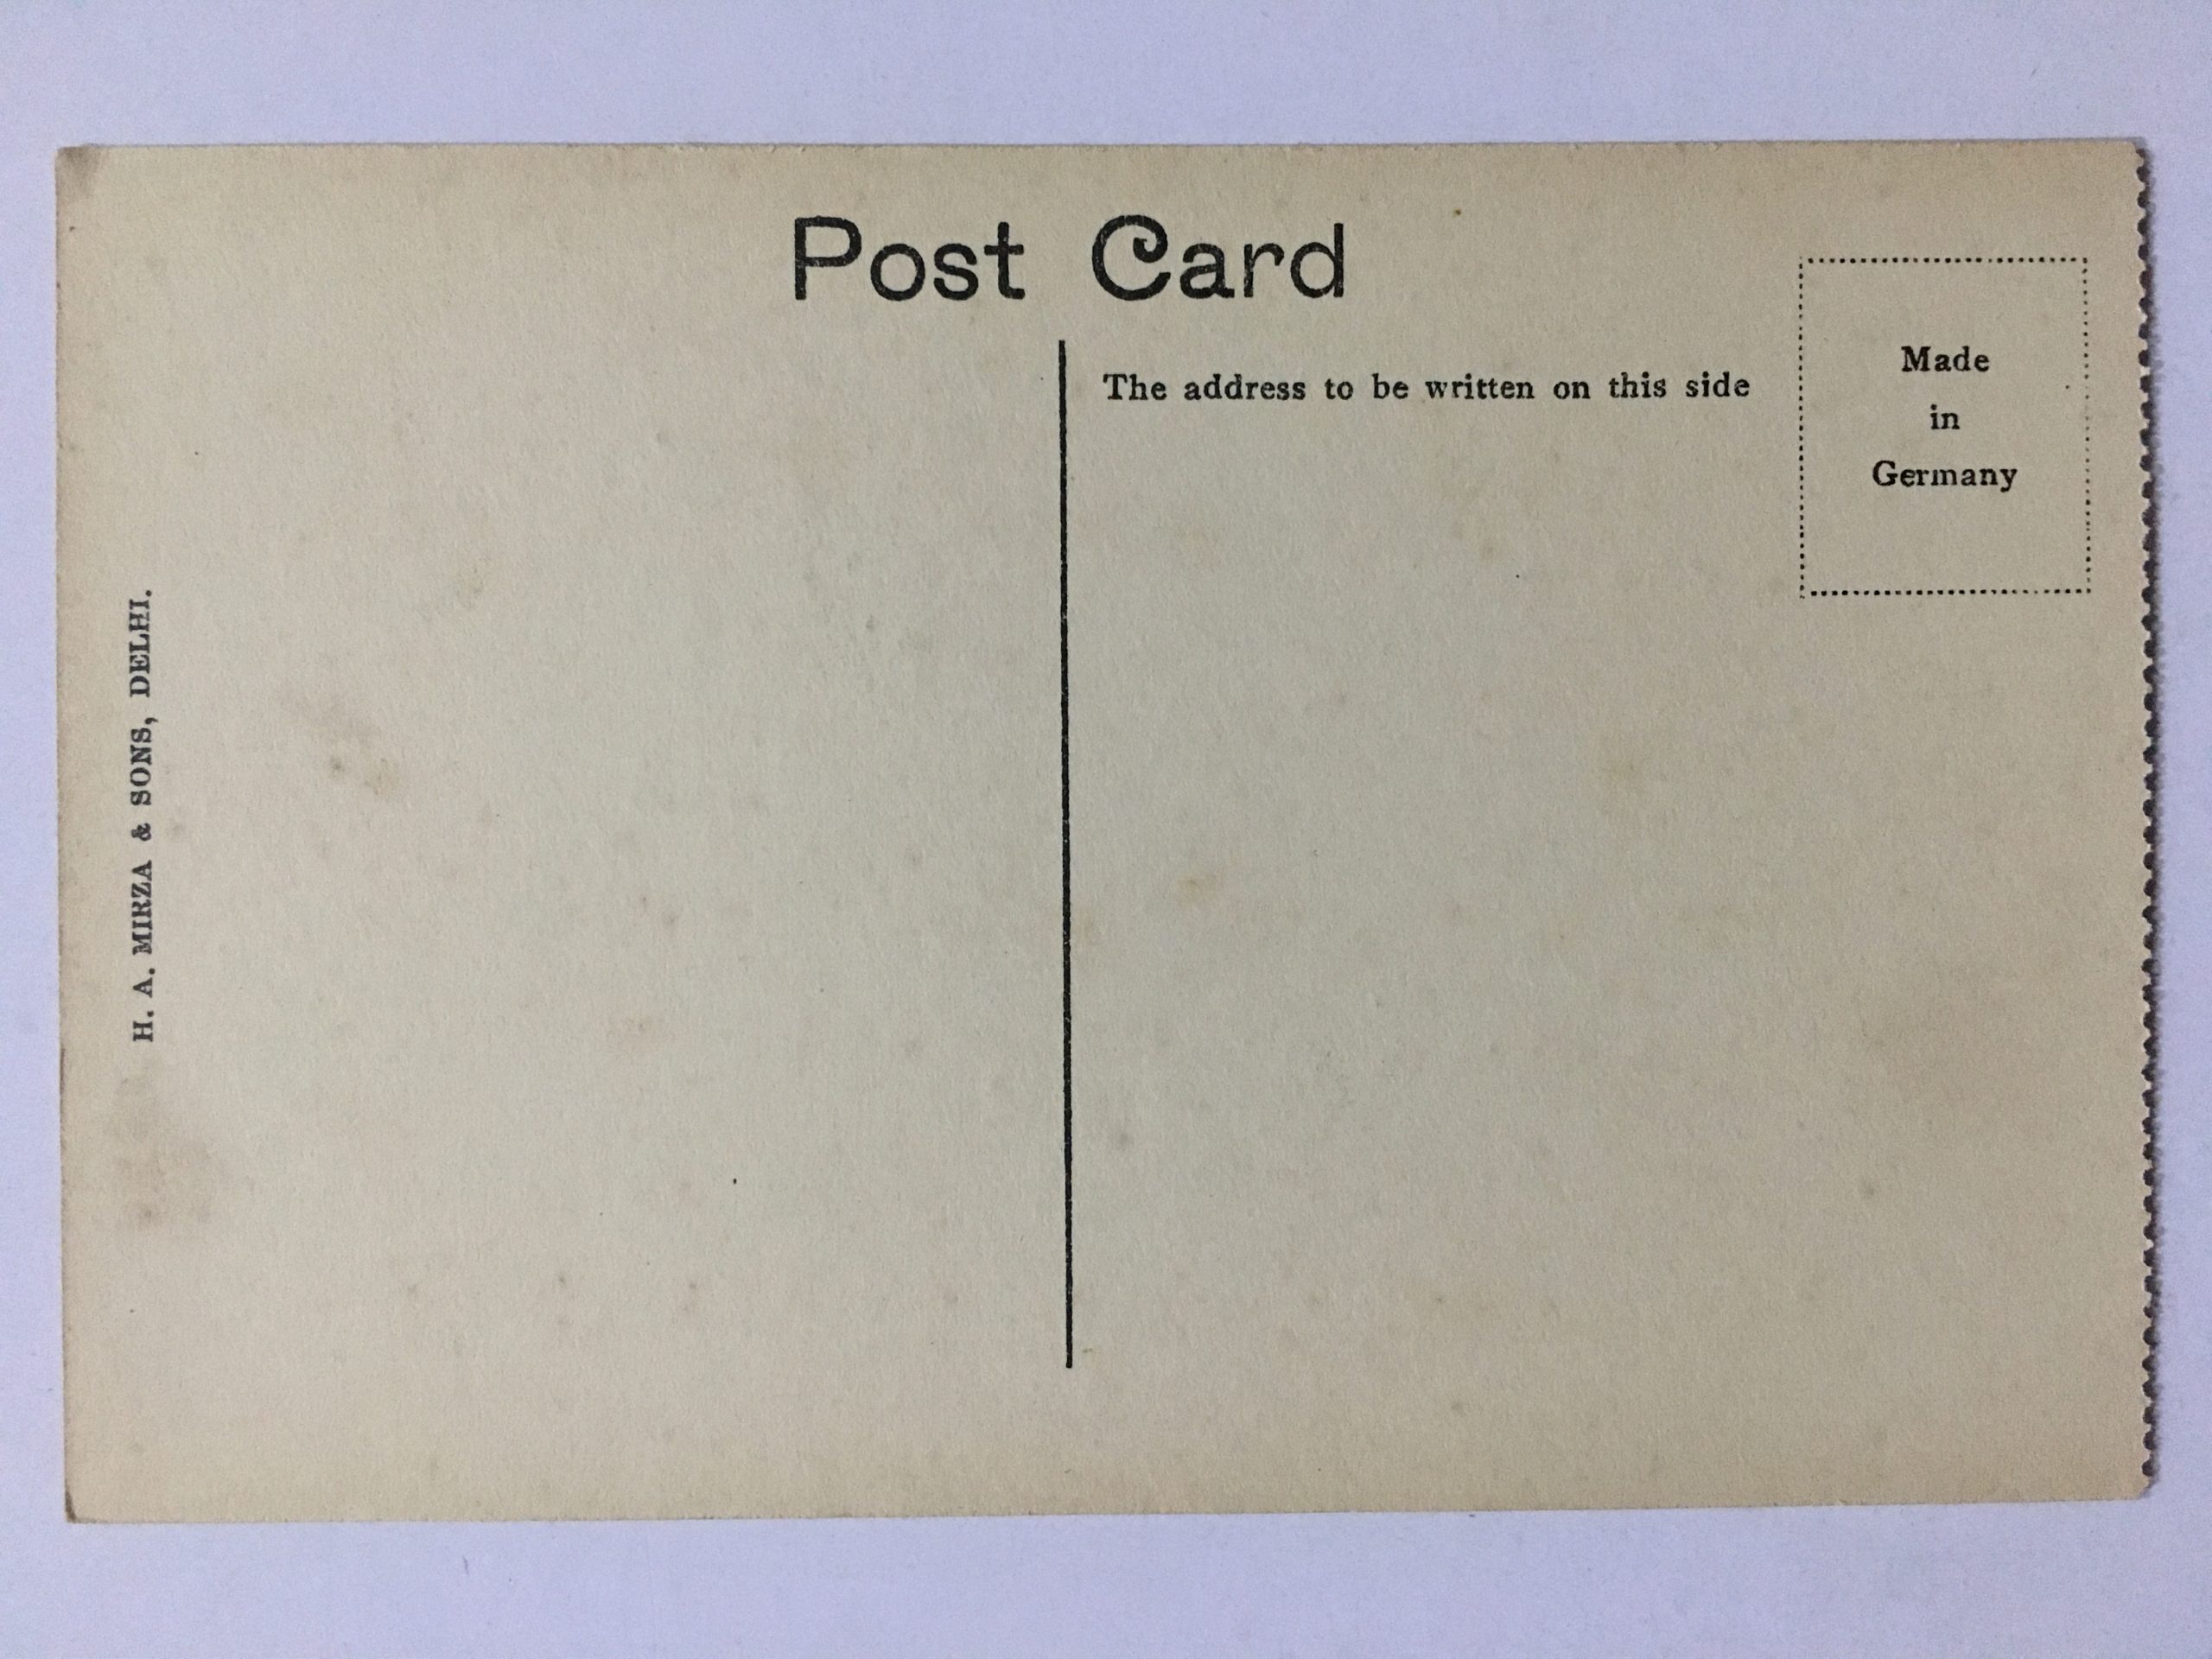 Post Card
The address to be written on this side
Made
in
Germany
H. A. MIRZA & SONS, DELHI.